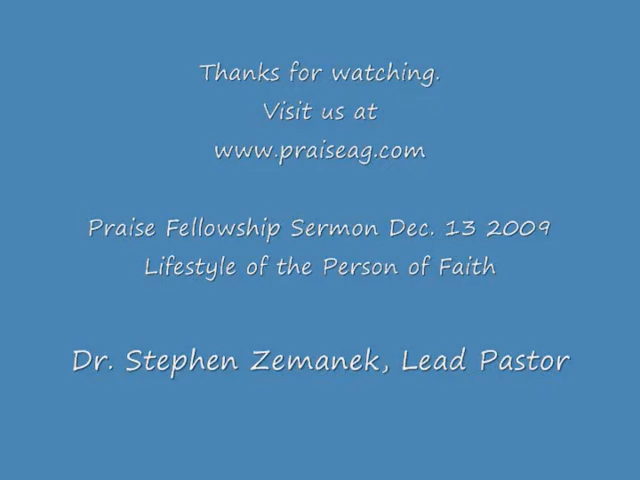 Thanks for watching.
Visit us at
www.praiseag.com
Praise Fellowship Sermon Dec. 13 2009
Lifestyle of the Person of Faith
Dr. Stephen Zemanek, Lead Pastor